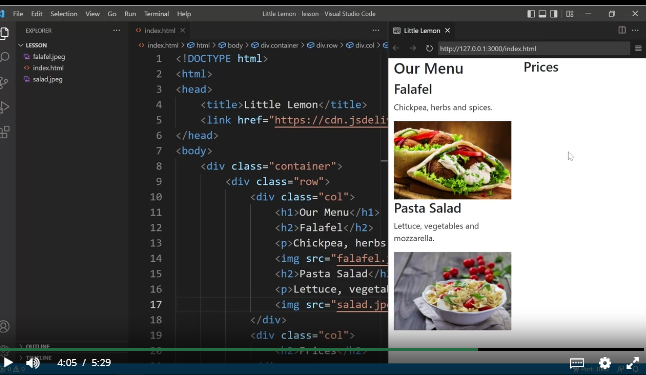 File Edit Selection View Go Run Terminal Help
Little Lemon - lesson - Visual Studio Code
EXPLORER
LESSON
falafel.jpeg
index.html
salad.jpeg
OUTLINE
index.html
index.html > html > body > div.container > div.row > div.col >
1 <!DOCTYPE html>
2 <html>
3 <head>
4 <title>Little Lemon</title>
5 <link href="https://cdn.jsdeli
6 </head>
7 <body>
8 <div class="container">
9 <div class="row">
10 <div class="col">
11 <h1>Our Menu</h1>
12 <h2>Falafel</h2>
13 <p>Chickpea, herbs
14 <img src="falafel.
15 <h2>Pasta Salad</h
16 <p>Lettuce, vegeta
17 <img src="salad.jp
18 </div>
19 <div class="col">
20 <h2>Prices</h2>
Little Lemon
http://127.0.0.1:3000/index.html
Our Menu
Prices
Falafel
Chickpea, herbs and spices.
Pasta Salad
Lettuce, vegetables and
mozzarella.
4:05 / 5:29